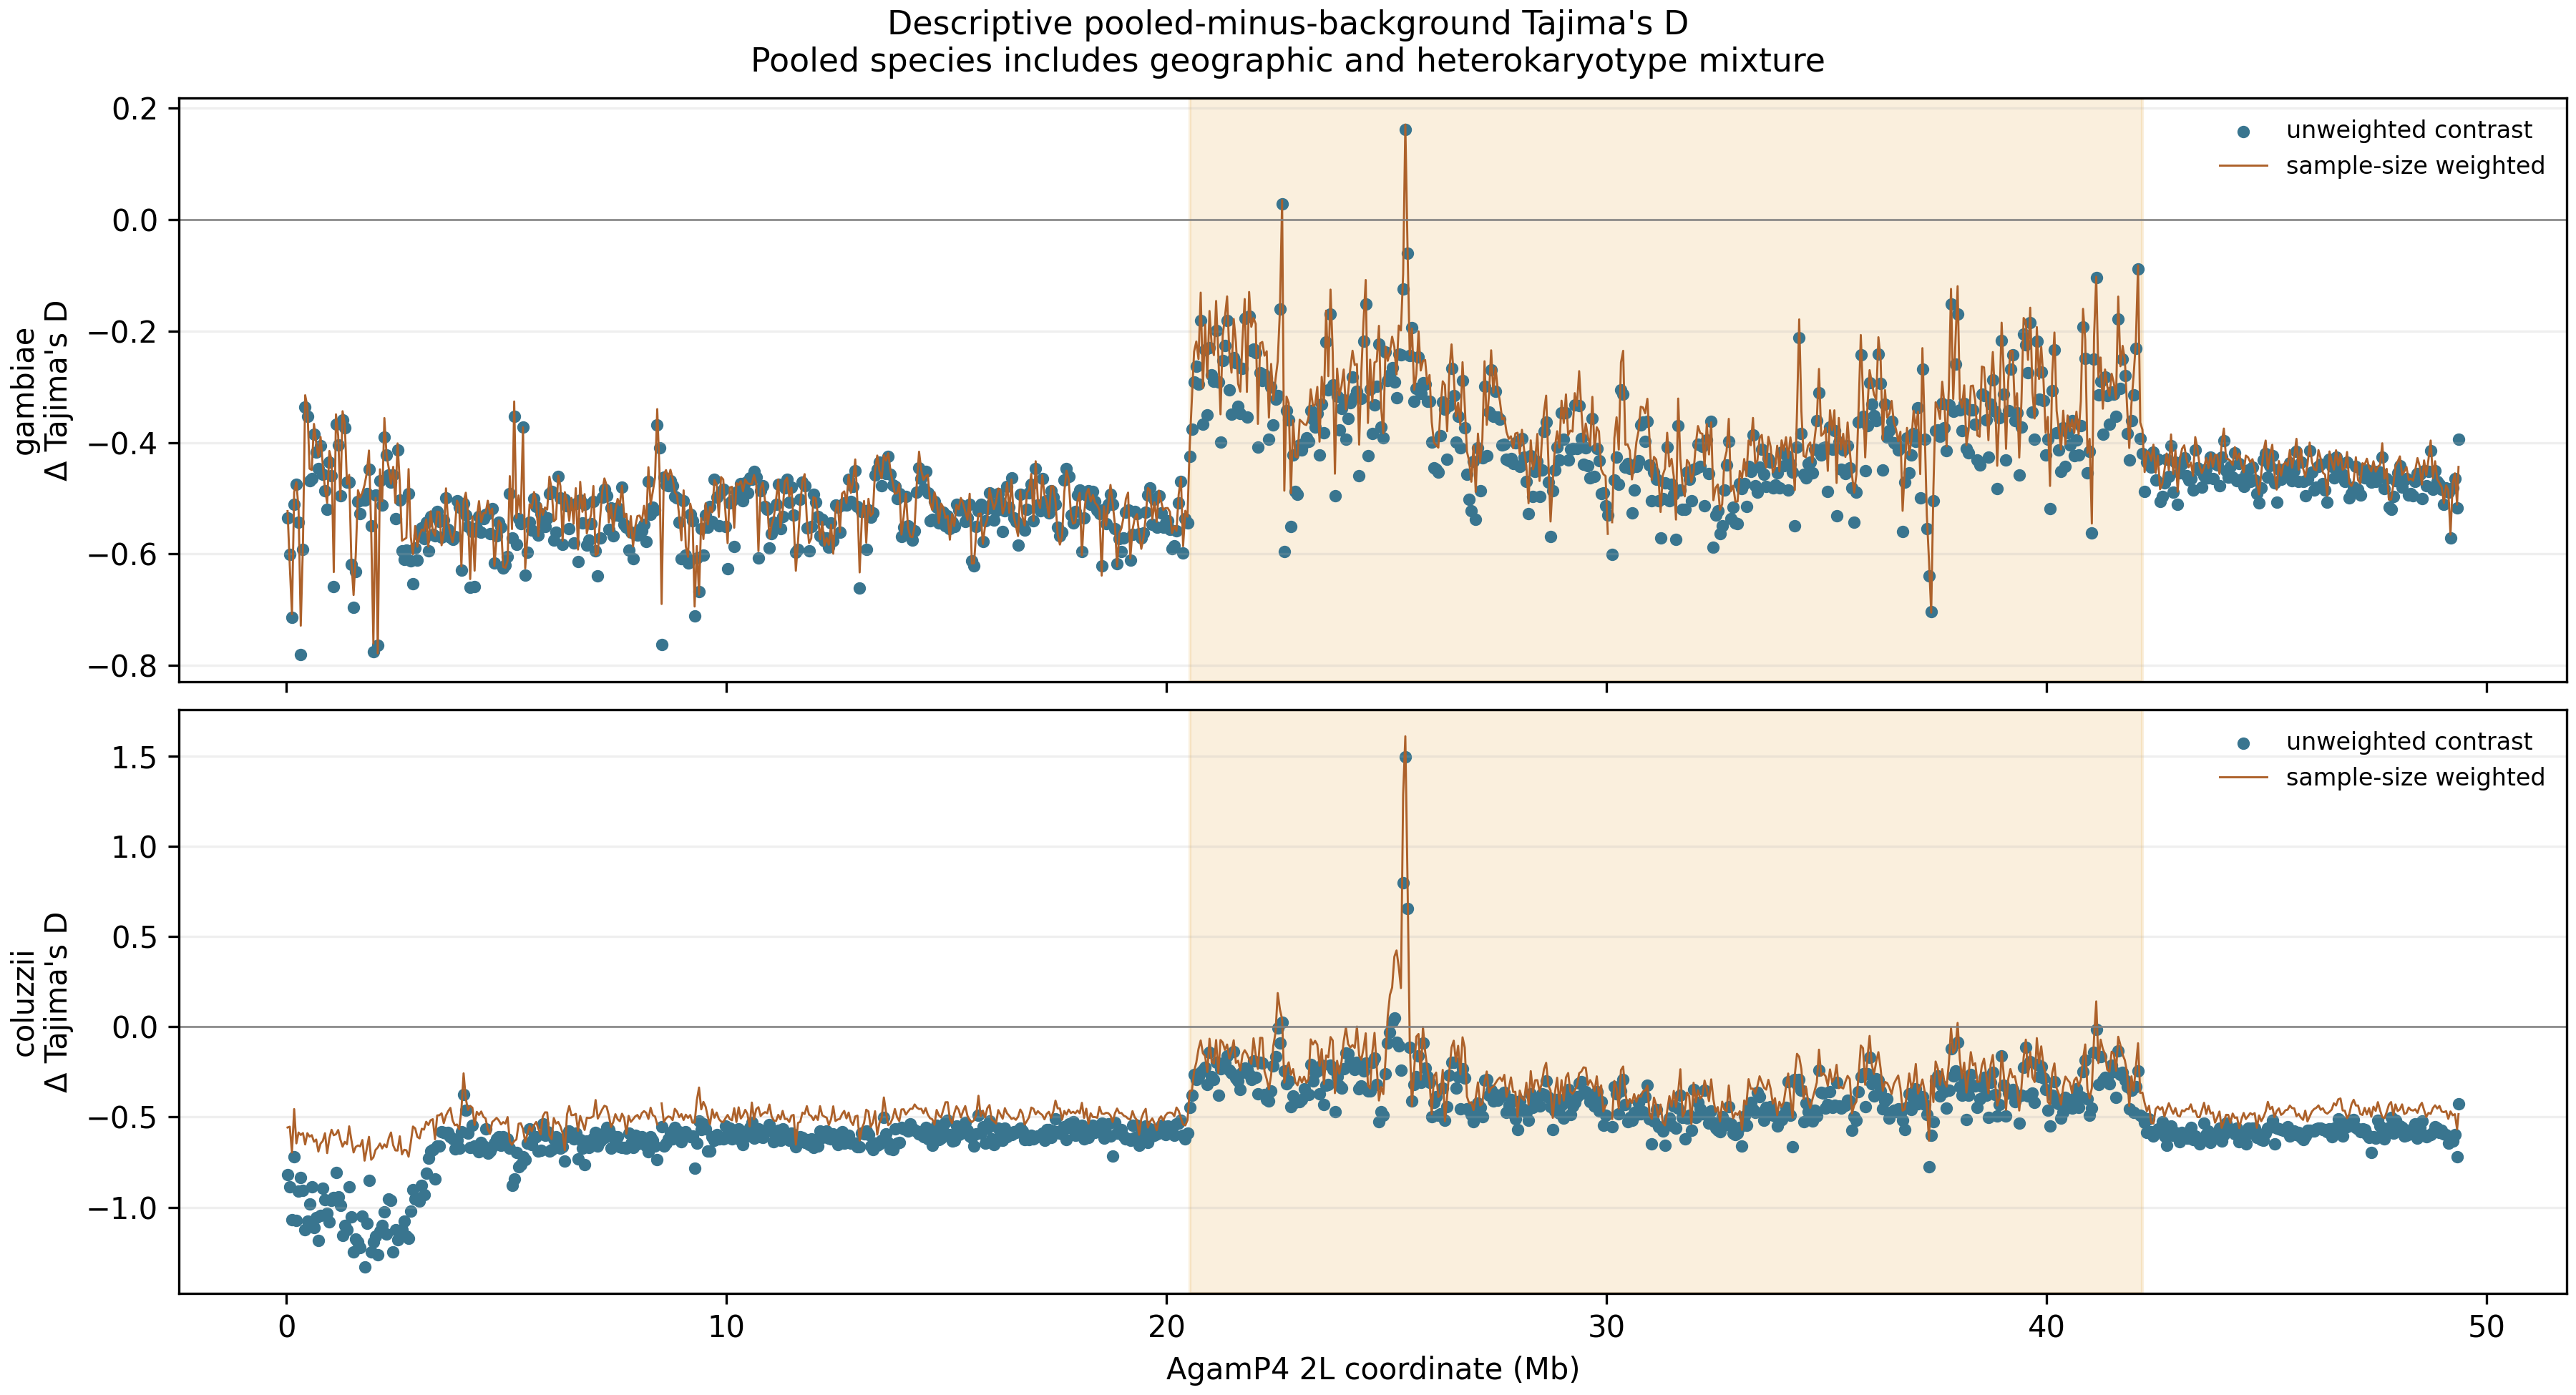 Descriptive pooled-minus-background Tajima's D
Pooled species includes geographic and heterokaryotype mixture
gambiae
Δ Tajima's D
0.2
0.0
−0.2
−0.4
−0.6
−0.8
unweighted contrast
sample-size weighted
coluzzii
Δ Tajima's D
1.5
1.0
0.5
0.0
−0.5
−1.0
unweighted contrast
sample-size weighted
0
10
20
30
40
50
AgamP4 2L coordinate (Mb)